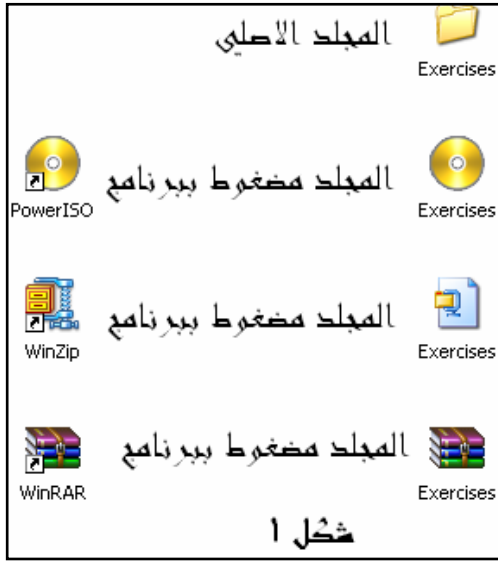 المجلد الاصلي
Exercises
المجلد مضغوط ببرنامج
Exercises
PowerISO
المجلد مضغوط ببرنامج
Exercises
WinZip
المجلد مضغوط ببرنامج
Exercises
WinRAR
شكل ١